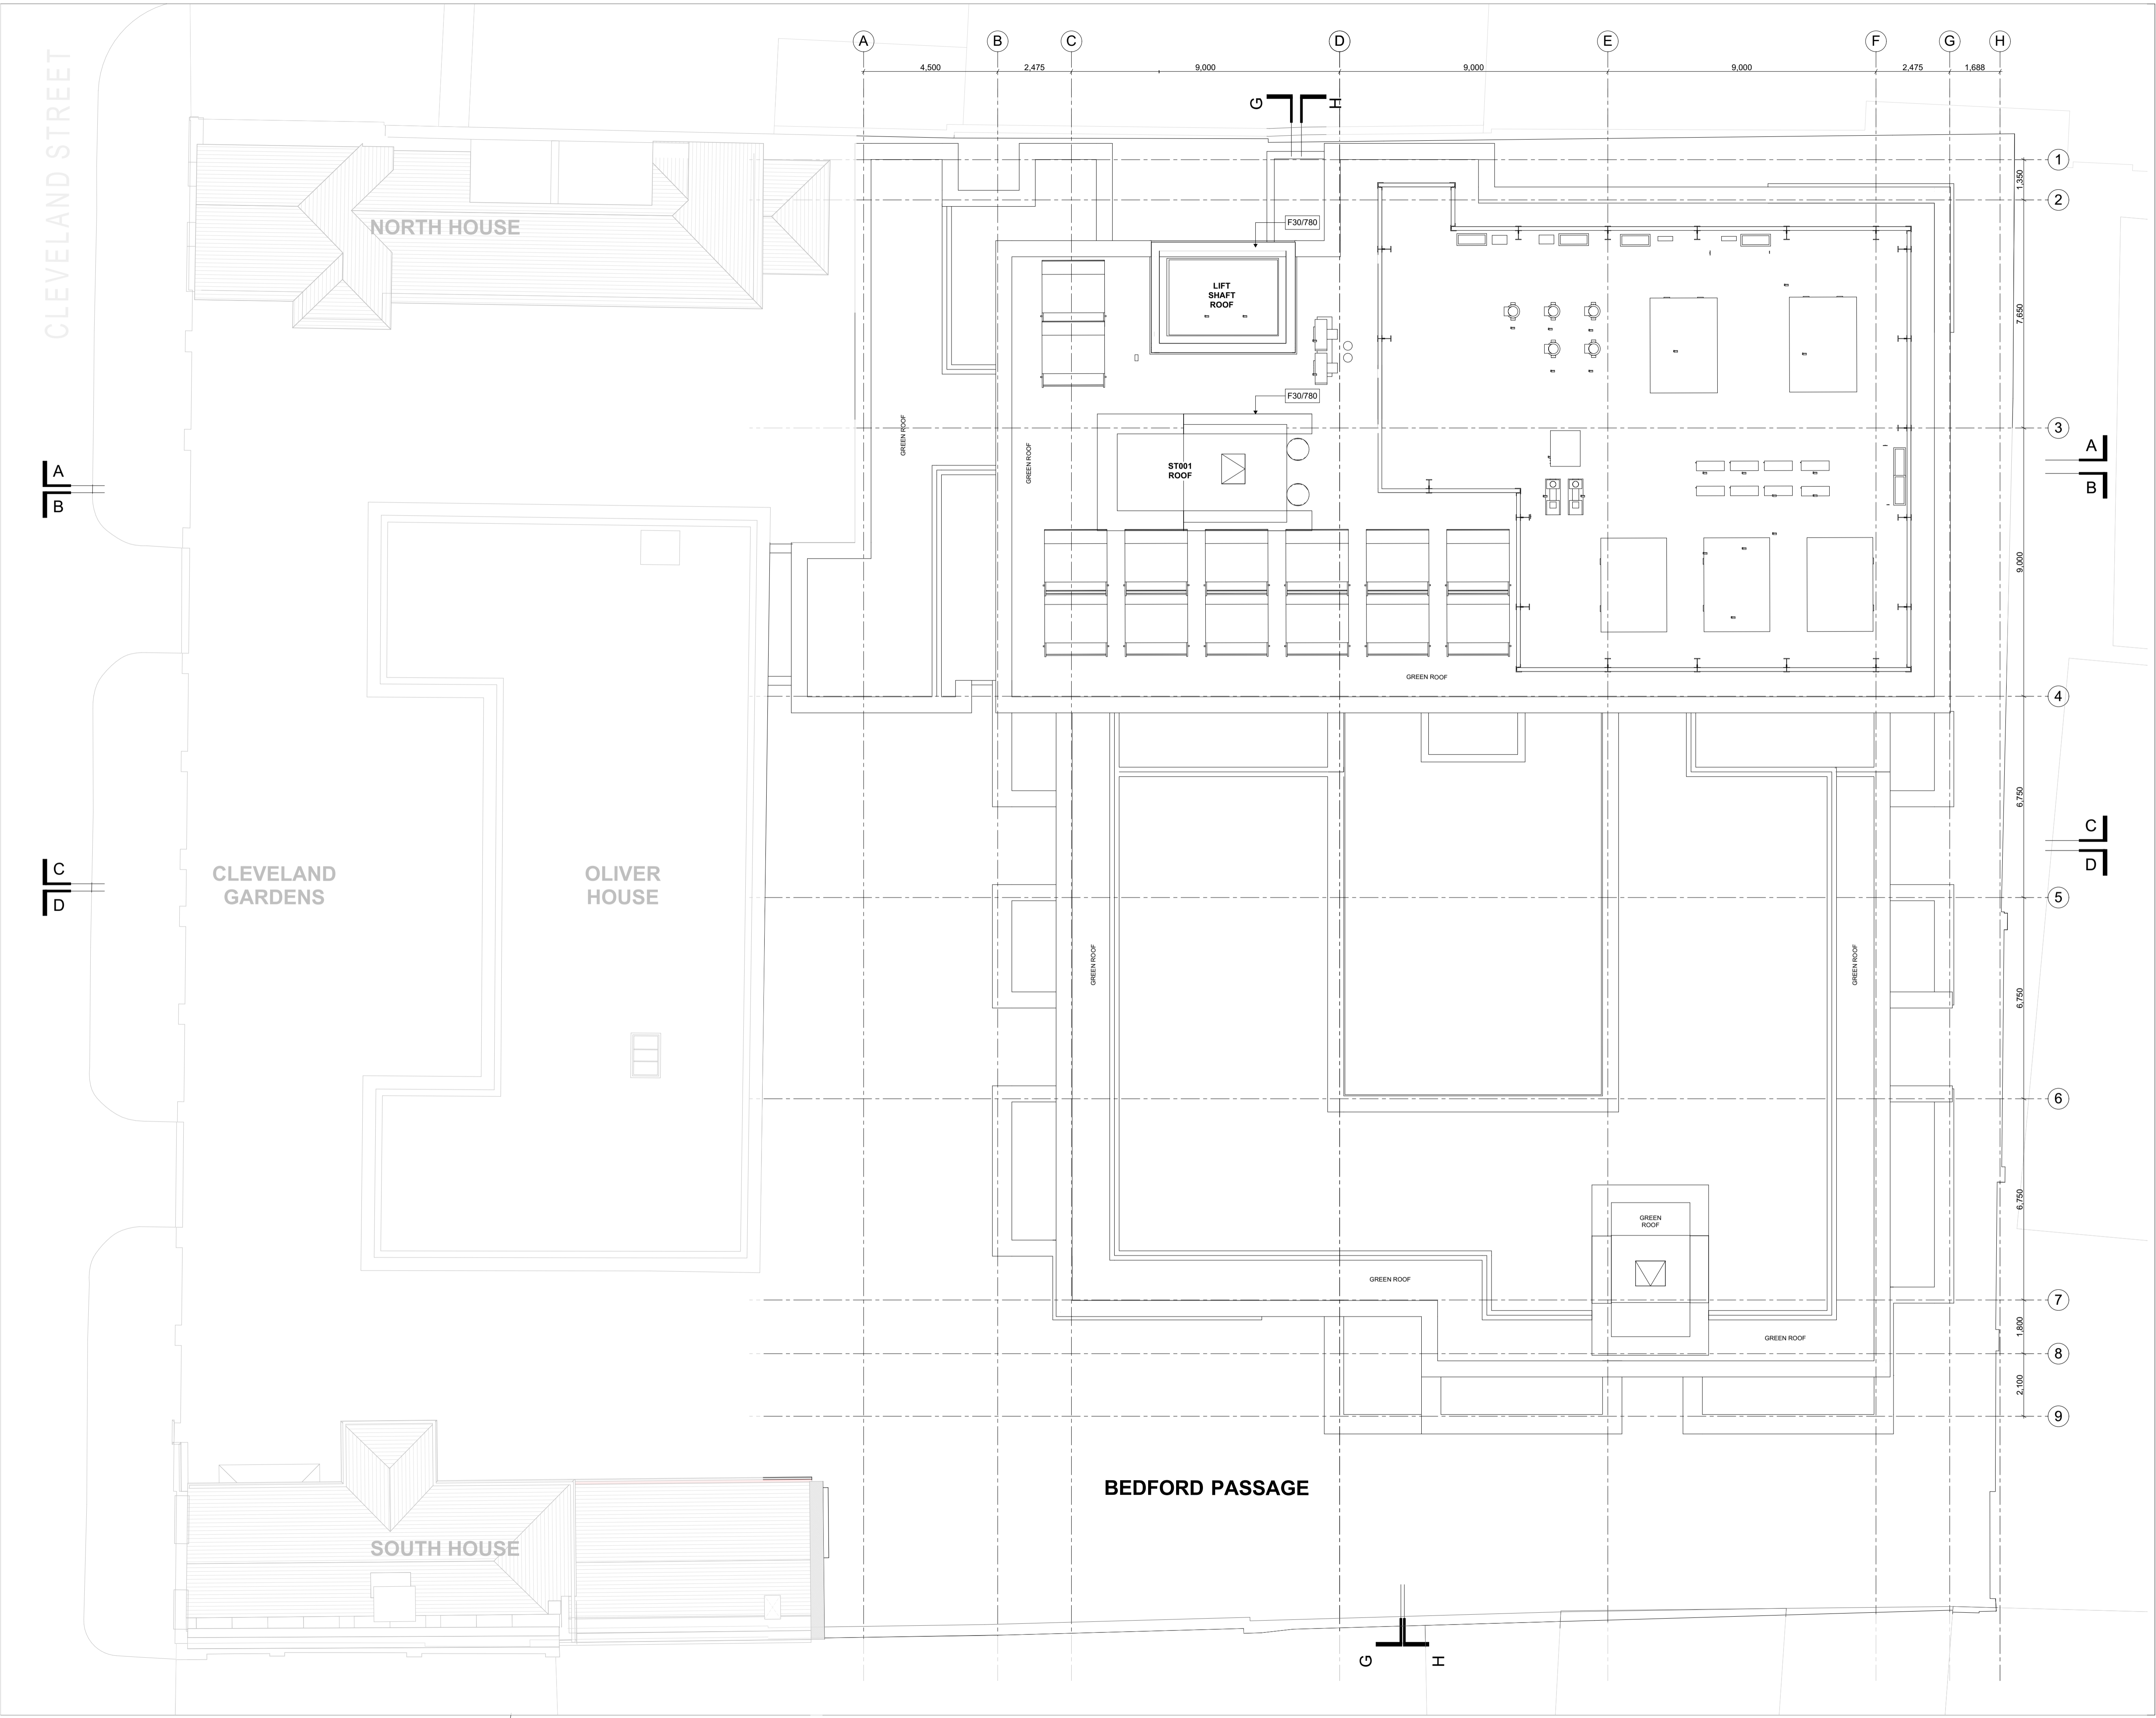 CLEVELAND STREET
A
B
C
D
E
F
G
H
4,500
2,475
9,000
9,000
9,000
2,475
1,688
G
H
1
1,350
2
NORTH HOUSE
F30/780
LIFT
SHAFT
ROOF
7,650
F30/780
GREEN ROOF
GREEN ROOF
3
A
B
ST001
ROOF
A
B
9,000
GREEN ROOF
4
6,750
C
D
CLEVELAND
GARDENS
OLIVER
HOUSE
C
D
5
GREEN ROOF
GREEN ROOF
6,750
6
6,750
GREEN
ROOF
GREEN ROOF
7
1,800
GREEN ROOF
8
2,100
9
BEDFORD PASSAGE
SOUTH HOUSE
G
H